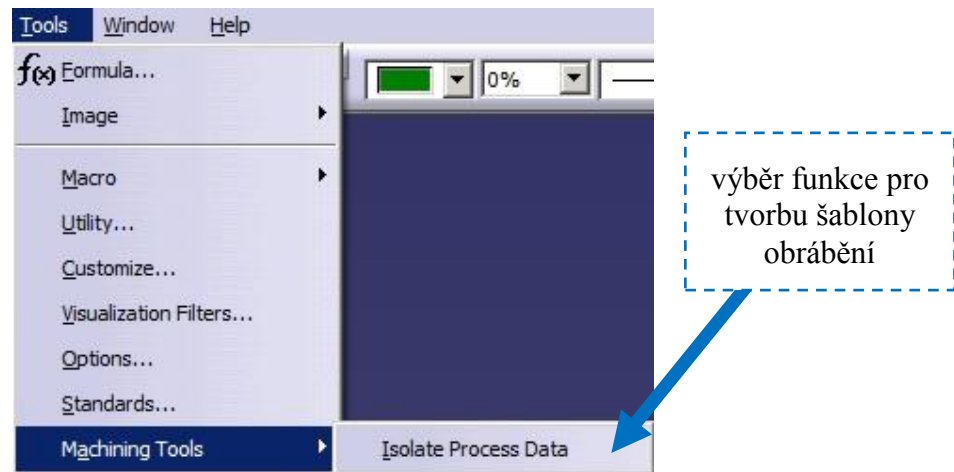 Tools Window Help
f(x) Formula...
0%
Image
Macro
Utility...
Customize...
Visualization Filters...
Options...
Standards...
Machining Tools
Isolate Process Data
výběr funkce pro
tvorbu šablony
obrábění